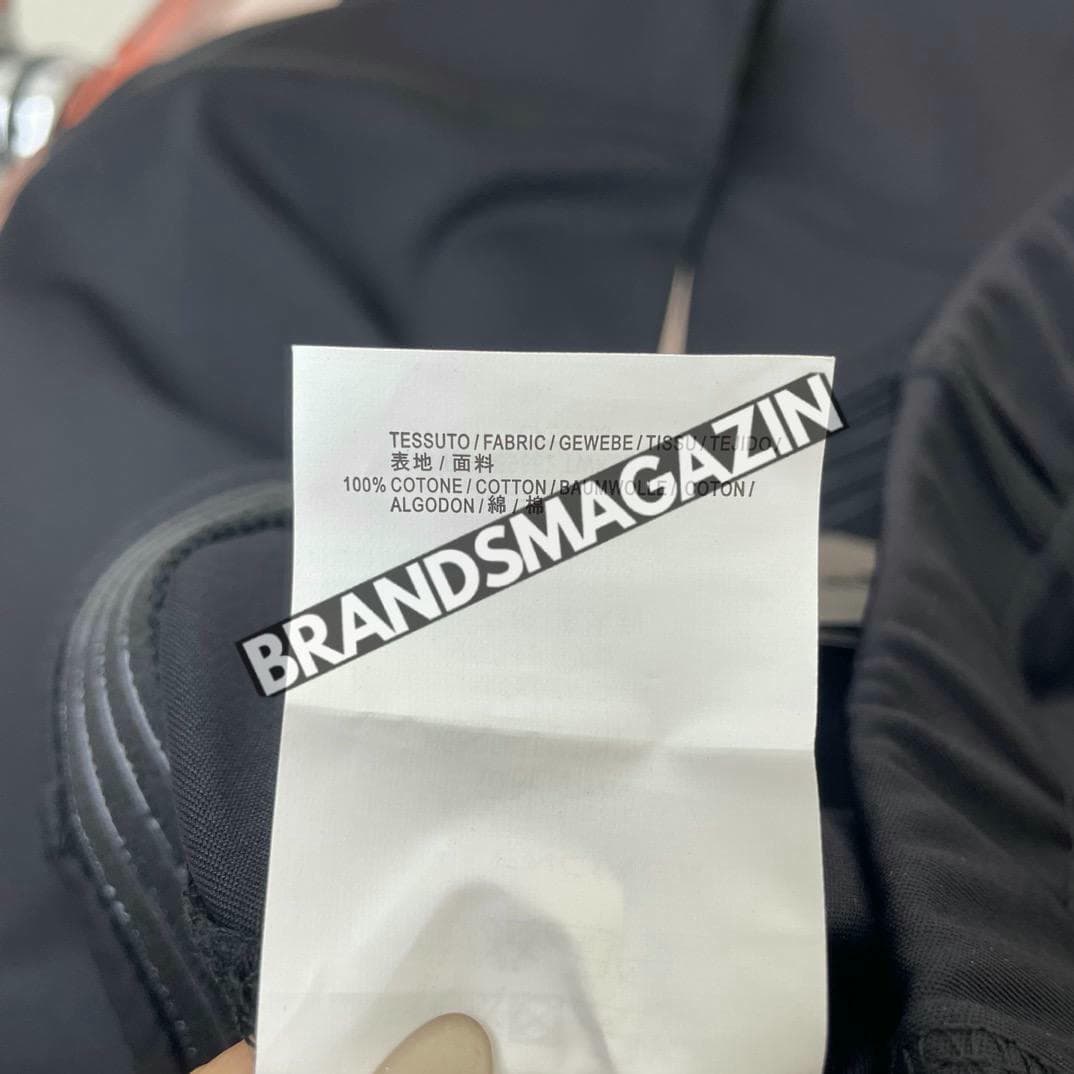 TESSUTO / FABRIC / GEWEBE / TISSU / TEJIDO /
表地 / 面料
100% COTONE / COTTON / BAUMWOLLE / COTON /
ALGODON / 綿 / 棉
BRANDSMAGAZIN